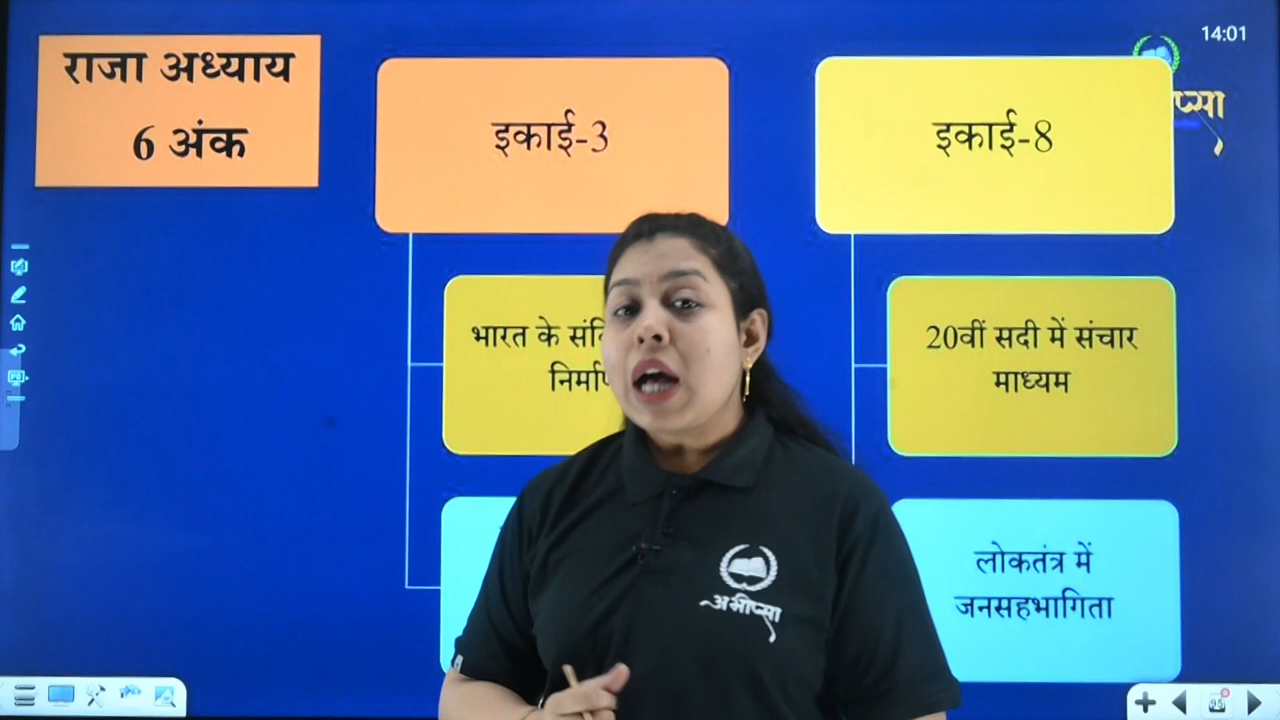 राजा अध्याय
6 अंक
इकाई-3
इकाई-8
14:01
भारत के
20वीं सदी में संचार
माध्यम
लोकतंत्र में
जनसहभागिता
अभीप्सा